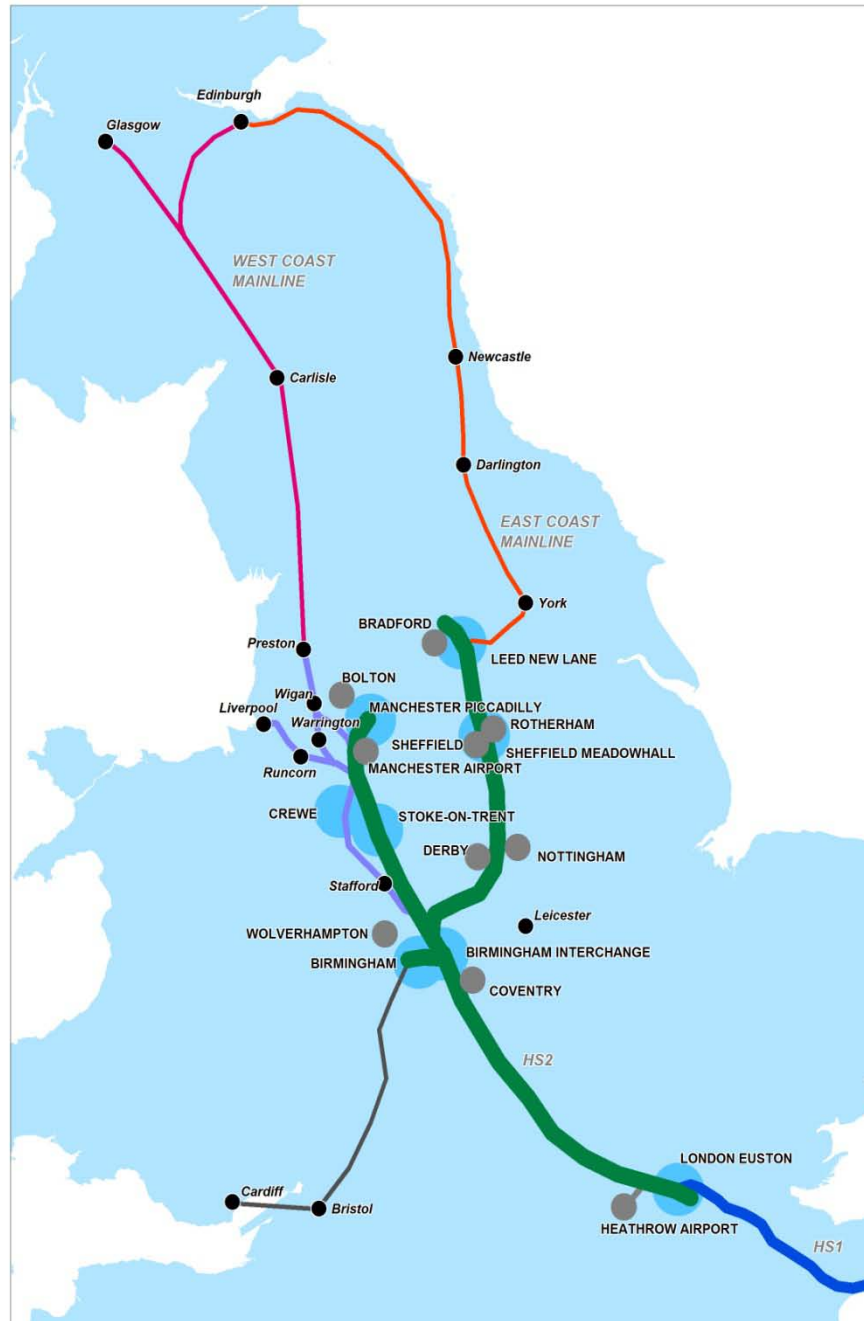 Edinburgh
Glasgow
WEST COAST
MAINLINE
Newcastle
Carlisle
Darlington
EAST COAST
MAINLINE
York
BRADFORD
Preston
LEED NEW LANE
BOLTON
Wigan
MANCHESTER PICCADILLY
Liverpool
Warrington
ROTHERHAM
SHEFFIELD
SHEFFIELD MEADOWHALL
Runcorn
MANCHESTER AIRPORT
CREWE
STOKE-ON-TRENT
DERBY
NOTTINGHAM
Stafford
Leicester
WOLVERHAMPTON
BIRMINGHAM INTERCHANGE
BIRMINGHAM
COVENTRY
HS2
LONDON EUSTON
Cardiff
Bristol
HEATHROW AIRPORT
HS1